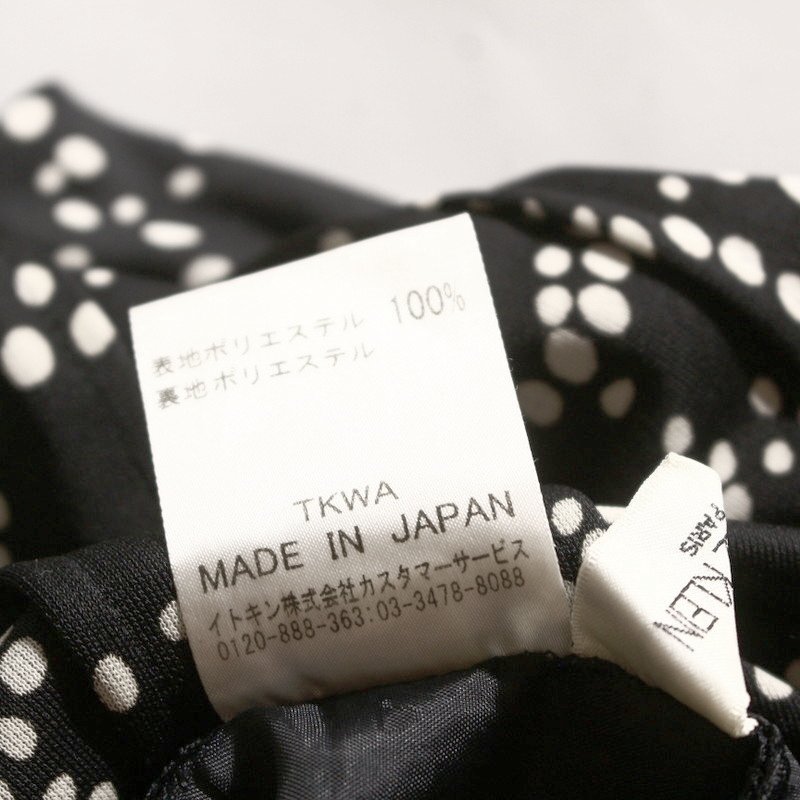 表地ポリエステル 100%
裏地ポリエステル
TKWA
MADE IN JAPAN
イトキン株式会社カスタマーサービス
0120-888-363:03-3478-8088
KLEIN
PARIS